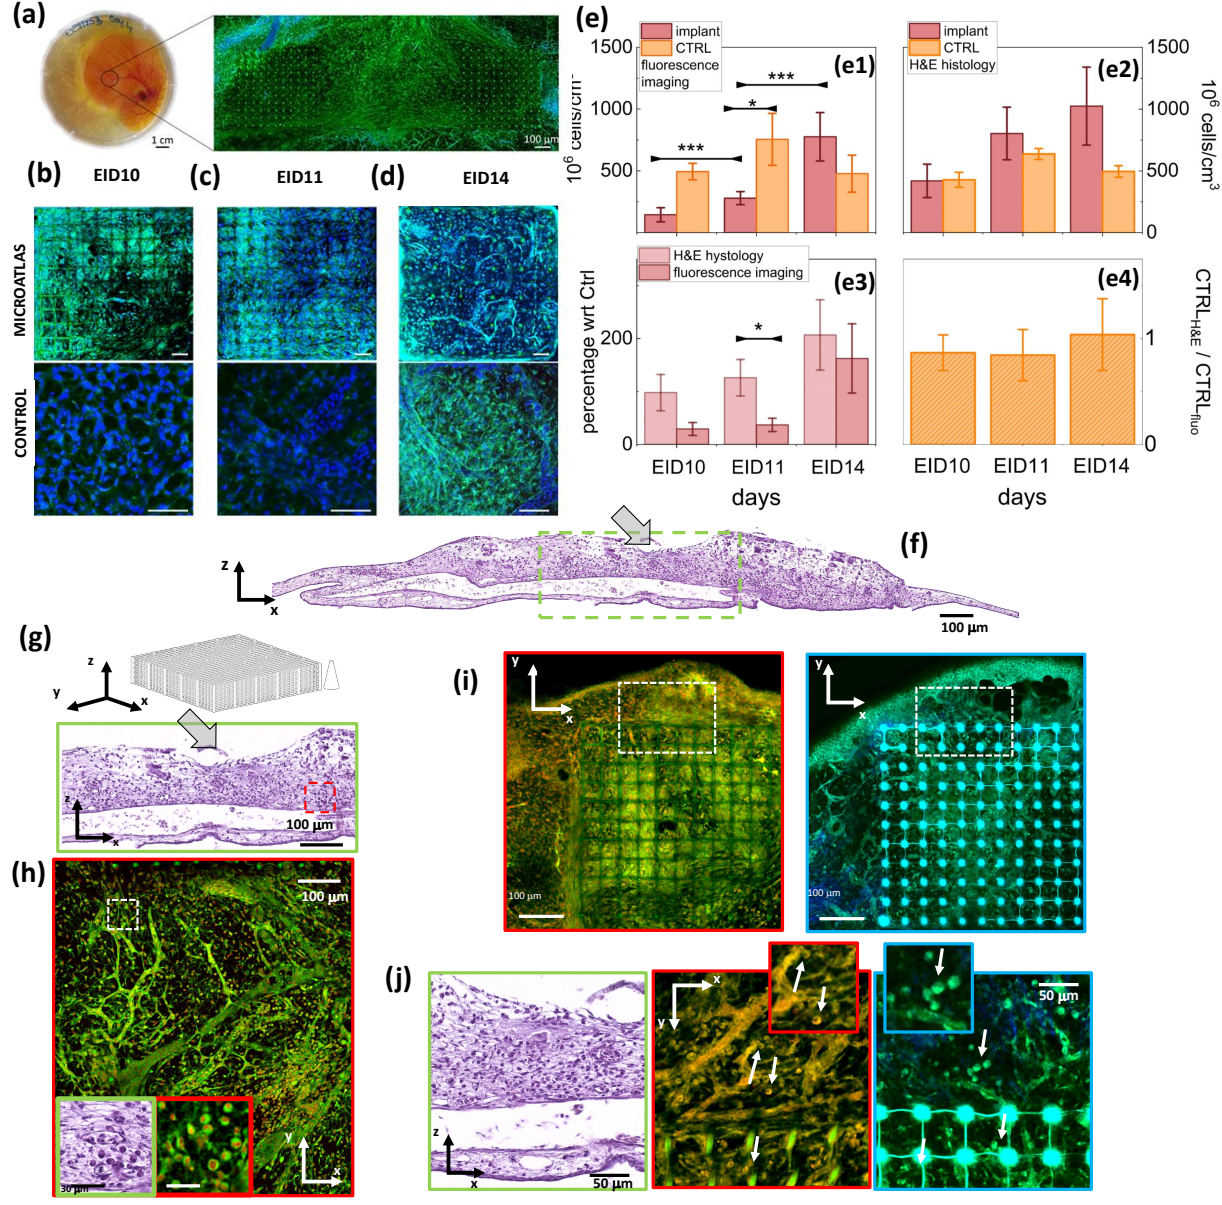 (a)
1 cm
100 µm
(b)
EID10
(c)
EID11
(d)
EID14
MICROATLAS
CONTROL
(e)
implant
CTRL
fluorescence
imaging
(e1)
***
*
***
1500
1000
500
10⁶ cells/cm
implant
CTRL
H&E histology
(e2)
1500
1000
500
0
10⁶ cells/cm³
H&E hystology
fluorescence imaging
(e3)
*
200
0
percentage wrt Ctrl
EID10 EID11 EID14
days
(e4)
1
0
CTRL_H&E / CTRL_fluo
EID10 EID11 EID14
days
(f)
z
x
100 µm
(g)
z
y
x
z
x
100 µm
(h)
100 µm
30 µm
y
x
(i)
y
x
100 µm
y
x
100 µm
(j)
z
x
50 µm
x
y
50 µm